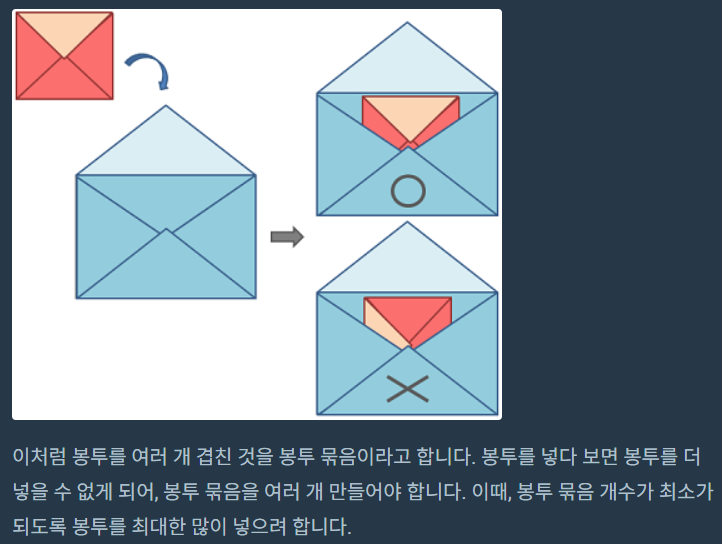 이처럼 봉투를 여러 개 겹친 것을 봉투 묶음이라고 합니다. 봉투를 넣다 보면 봉투를 더
넣을 수 없게 되어, 봉투 묶음을 여러 개 만들어야 합니다. 이때, 봉투 묶음 개수가 최소가
되도록 봉투를 최대한 많이 넣으려 합니다.